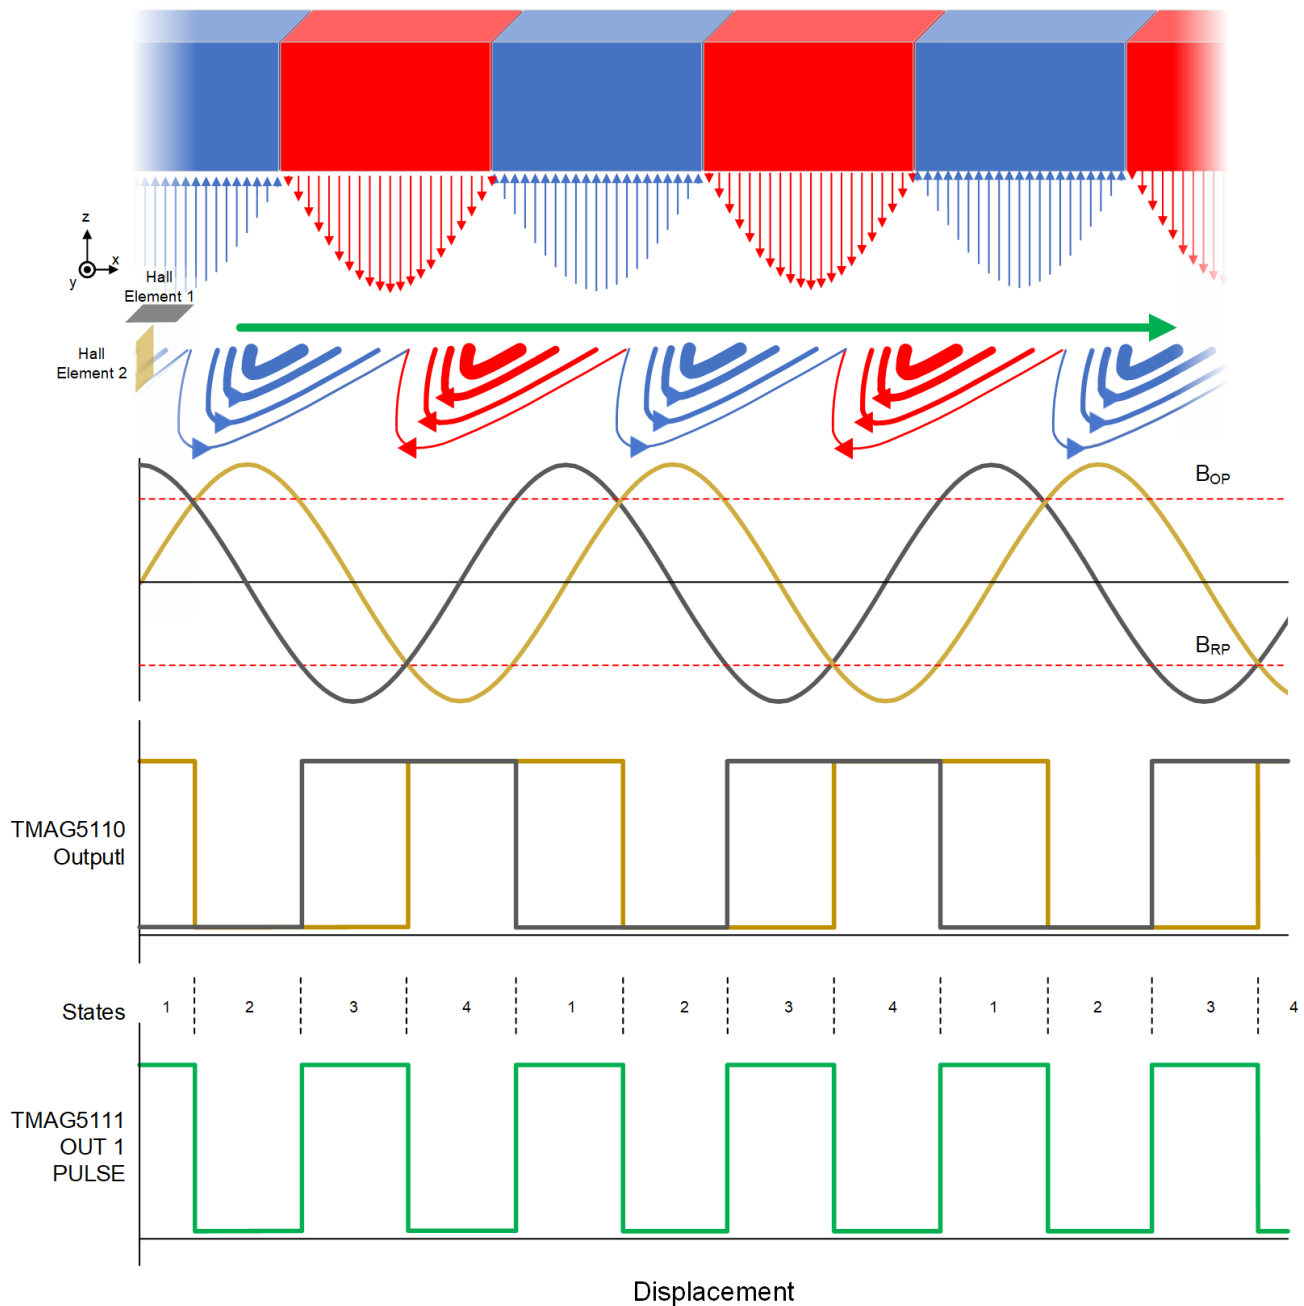 z
x
y
Hall
Element 1
Hall
Element 2
BOP
BRP
TMAG5110
Outputl
States
1 2 3 4 1 2 3 4 1 2 3 4
TMAG5111
OUT 1
PULSE
Displacement